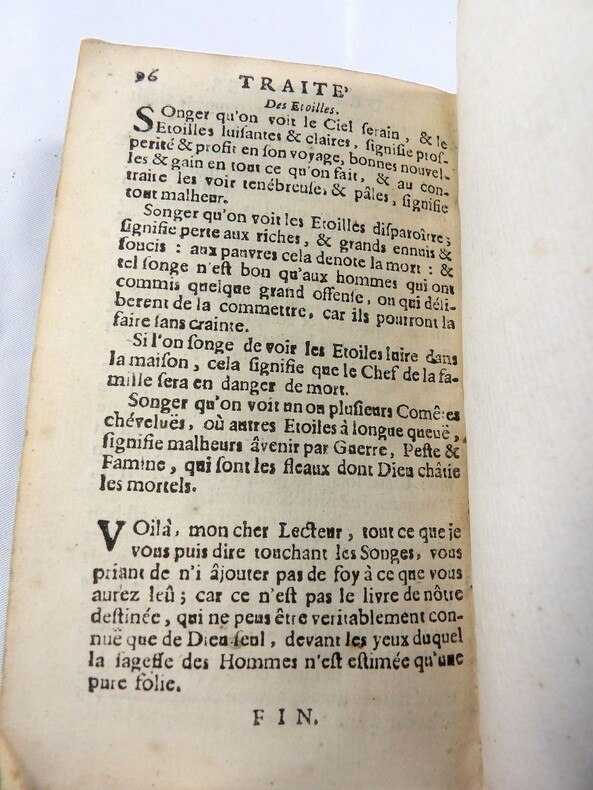 96
TRAITE'
Des Etoilles.
SOnger qu'on voit le Ciel serain, & le
Etoilles luisantes & claires, signifie pros-
perité & profit en son voyage, bonnes nouvel-
les & gain en tout ce qu'on fait, & au con-
traite les voir tenébreuses & pâles, signifie
tout malheur.
Songer qu'on voit les Etoilles disparoître;
signifie perte aux riches, & grands ennuis &
soucis : aux pauvres cela denote la mort : &
tel songe n'est bon qu'aux hommes qui ont
commis quelque grand offense, ou qui déli-
berent de la commettre, car ils pourront la
faire sans crainte.
Si l'on songe de voir les Etoiles luire dans
la maison, cela signifie que le Chef de la fa-
mille sera en danger de mort.
Songer qu'on voit un ou plusieurs Comêtes
chévelues, où autres Etoiles à longue queuë,
signifie malheurs âvenir par Guerre, Peste &
Famine, qui sont les fleaux dont Dieu châtie
les mortels.
VOilà, mon cher Lecteur, tout ce que je
vous puis dire touchant les Songes, vous
priant de n'i âjouter pas de foy à ce que vous
aurez leû; car ce n'est pas le livre de nôtre
destinée, qui ne peus être veritablement con-
nuë que de Dieu seul, devant les yeux duquel
la sagesse des Hommes n'est estimée qu'une
pure folie.
FIN.